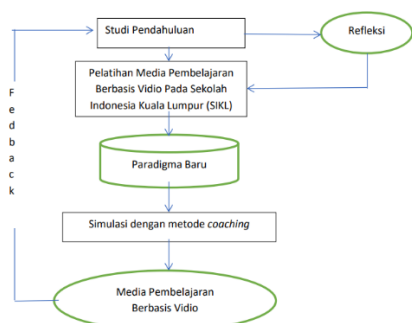 Studi Pendahuluan
Refleksi
Pelatihan Media Pembelajaran
Berbasis Vidio Pada Sekolah
Indonesia Kuala Lumpur (SIKL)
F
e
e
d
b
a
c
k
Paradigma Baru
Simulasi dengan metode coaching
Media Pembelajaran
Berbasis Vidio